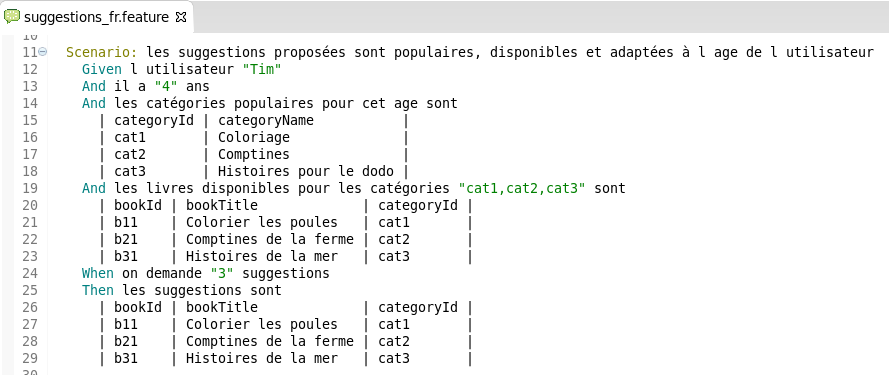 suggestions_fr.feature
10
11 Scenario: les suggestions proposées sont populaires, disponibles et adaptées à l age de l utilisateur
12 Given l utilisateur "Tim"
13 And il a "4" ans
14 And les catégories populaires pour cet age sont
15 | categoryId | categoryName |
16 | cat1 | Coloriage |
17 | cat2 | Comptines |
18 | cat3 | Histoires pour le dodo |
19 And les livres disponibles pour les catégories "cat1,cat2,cat3" sont
20 | bookId | bookTitle | categoryId |
21 | b11 | Colorier les poules | cat1 |
22 | b21 | Comptines de la ferme | cat2 |
23 | b31 | Histoires de la mer | cat3 |
24 When on demande "3" suggestions
25 Then les suggestions sont
26 | bookId | bookTitle | categoryId |
27 | b11 | Colorier les poules | cat1 |
28 | b21 | Comptines de la ferme | cat2 |
29 | b31 | Histoires de la mer | cat3 |
30